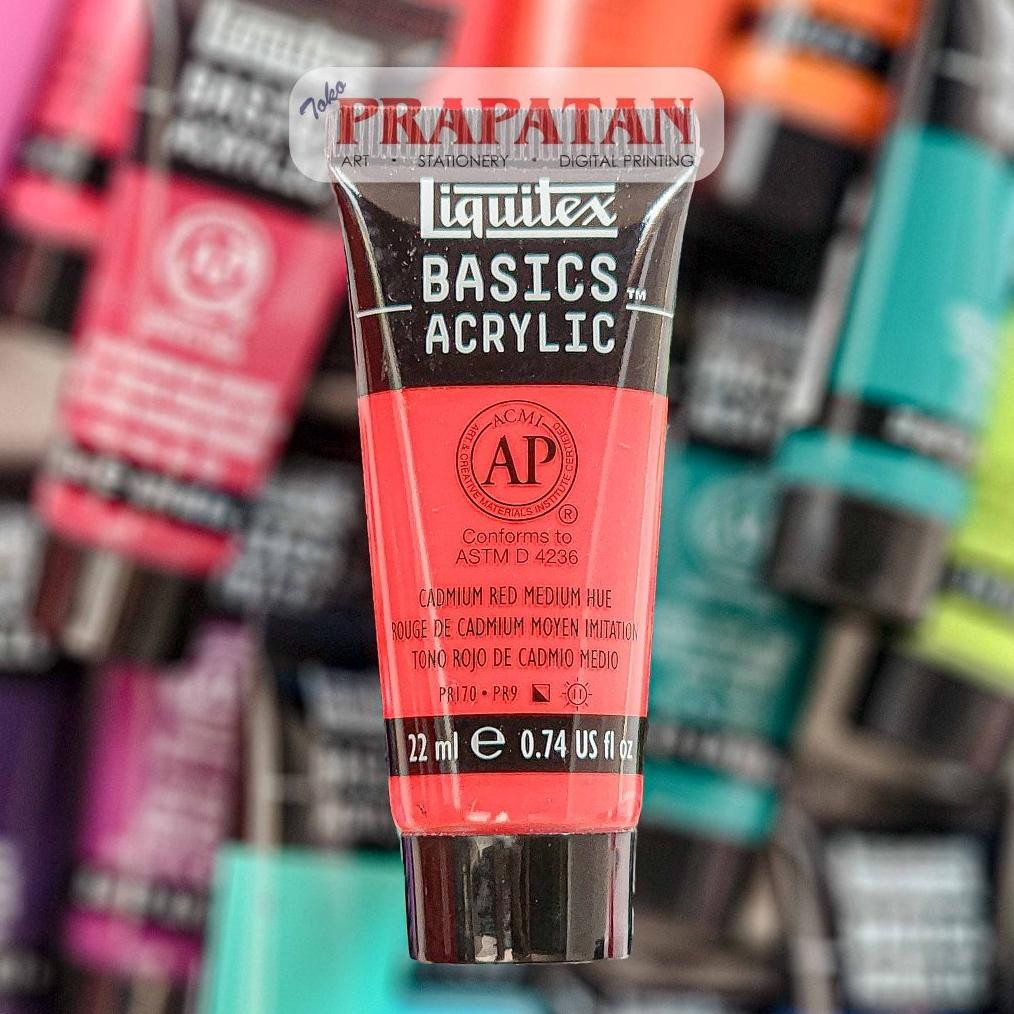 Toko
PRAPATAN
ART • STATIONERY • DIGITAL PRINTING
Liquitex
BASICS™
ACRYLIC
ACMI
AP
ART & CREATIVE MATERIALS INSTITUTE CERTIFIED
®
Conforms to
ASTM D 4236
CADMIUM RED MEDIUM HUE
ROUGE DE CADMIUM MOYEN IMITATION
TONO ROJO DE CADMIO MEDIO
PR170 • PR9 II
22 ml e 0.74 US fl oz